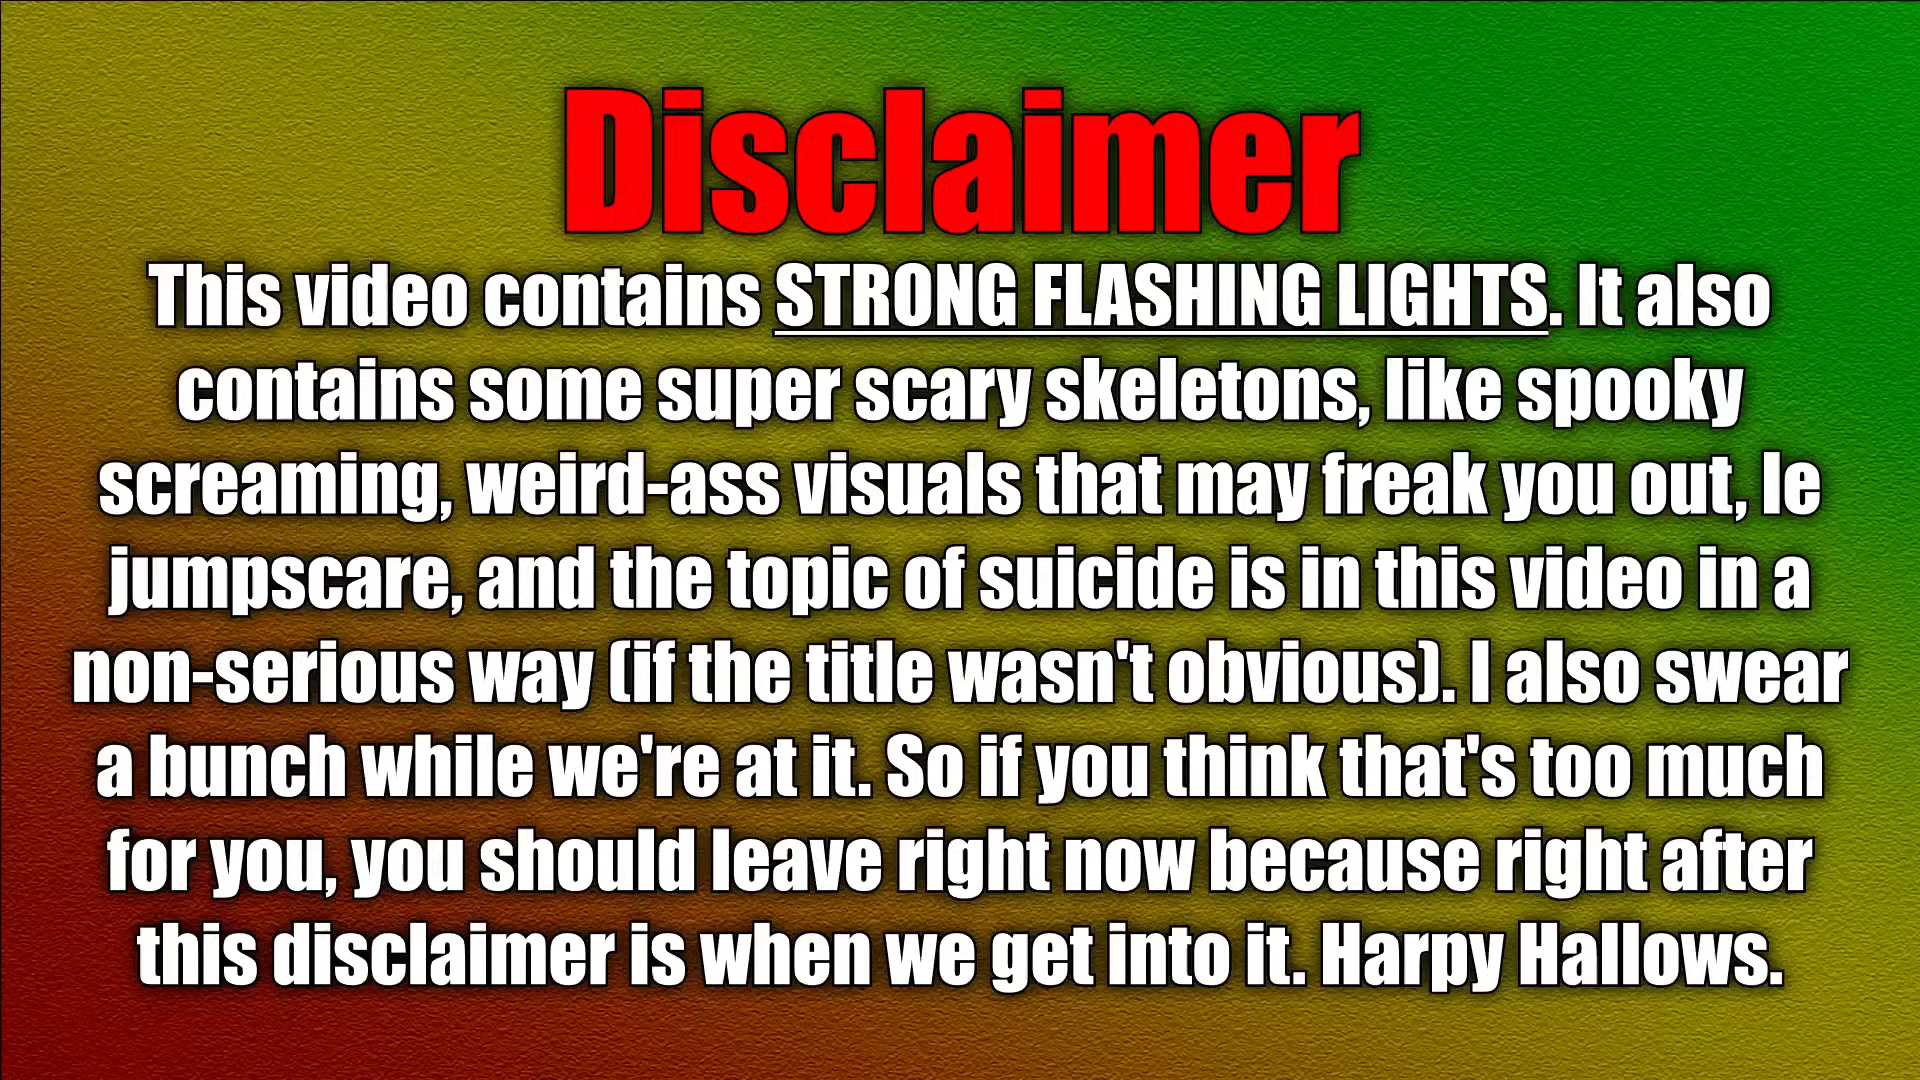 Disclaimer
This video contains STRONG FLASHING LIGHTS. It also
contains some super scary skeletons, like spooky
screaming, weird-ass visuals that may freak you out, le
jumpscare, and the topic of suicide is in this video in a
non-serious way (if the title wasn't obvious). I also swear
a bunch while we're at it. So if you think that's too much
for you, you should leave right now because right after
this disclaimer is when we get into it. Harpy Hallows.